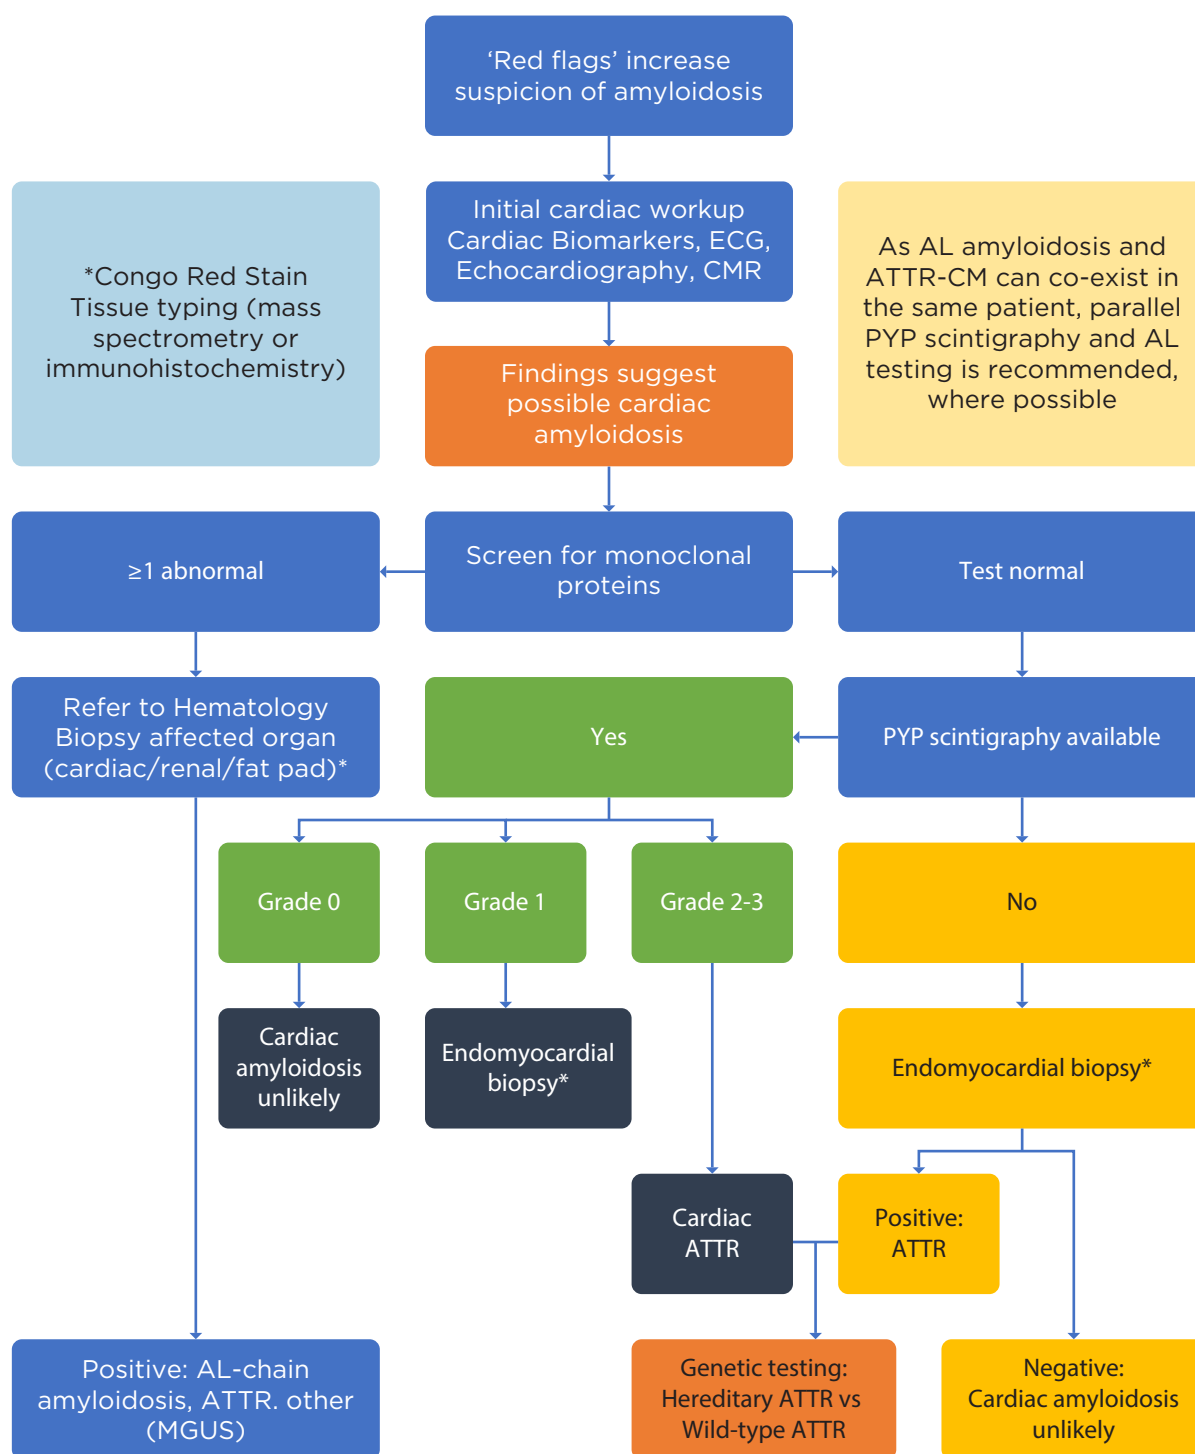 ‘Red flags’ increase
suspicion of amyloidosis
*Congo Red Stain
Tissue typing (mass
spectrometry or
immunohistochemistry)
Initial cardiac workup
Cardiac Biomarkers, ECG,
Echocardiography, CMR
As AL amyloidosis and
ATTR-CM can co-exist in
the same patient, parallel
PYP scintigraphy and AL
testing is recommended,
where possible
Findings suggest
possible cardiac
amyloidosis
≥1 abnormal
Screen for monoclonal
proteins
Test normal
Refer to Hematology
Biopsy affected organ
(cardiac/renal/fat pad)*
Yes
PYP scintigraphy available
Grade 0
Grade 1
Grade 2-3
No
Cardiac
amyloidosis
unlikely
Endomyocardial
biopsy*
Endomyocardial biopsy*
Cardiac
ATTR
Positive:
ATTR
Positive: AL-chain
amyloidosis, ATTR. other
(MGUS)
Genetic testing:
Hereditary ATTR vs
Wild-type ATTR
Negative:
Cardiac amyloidosis
unlikely